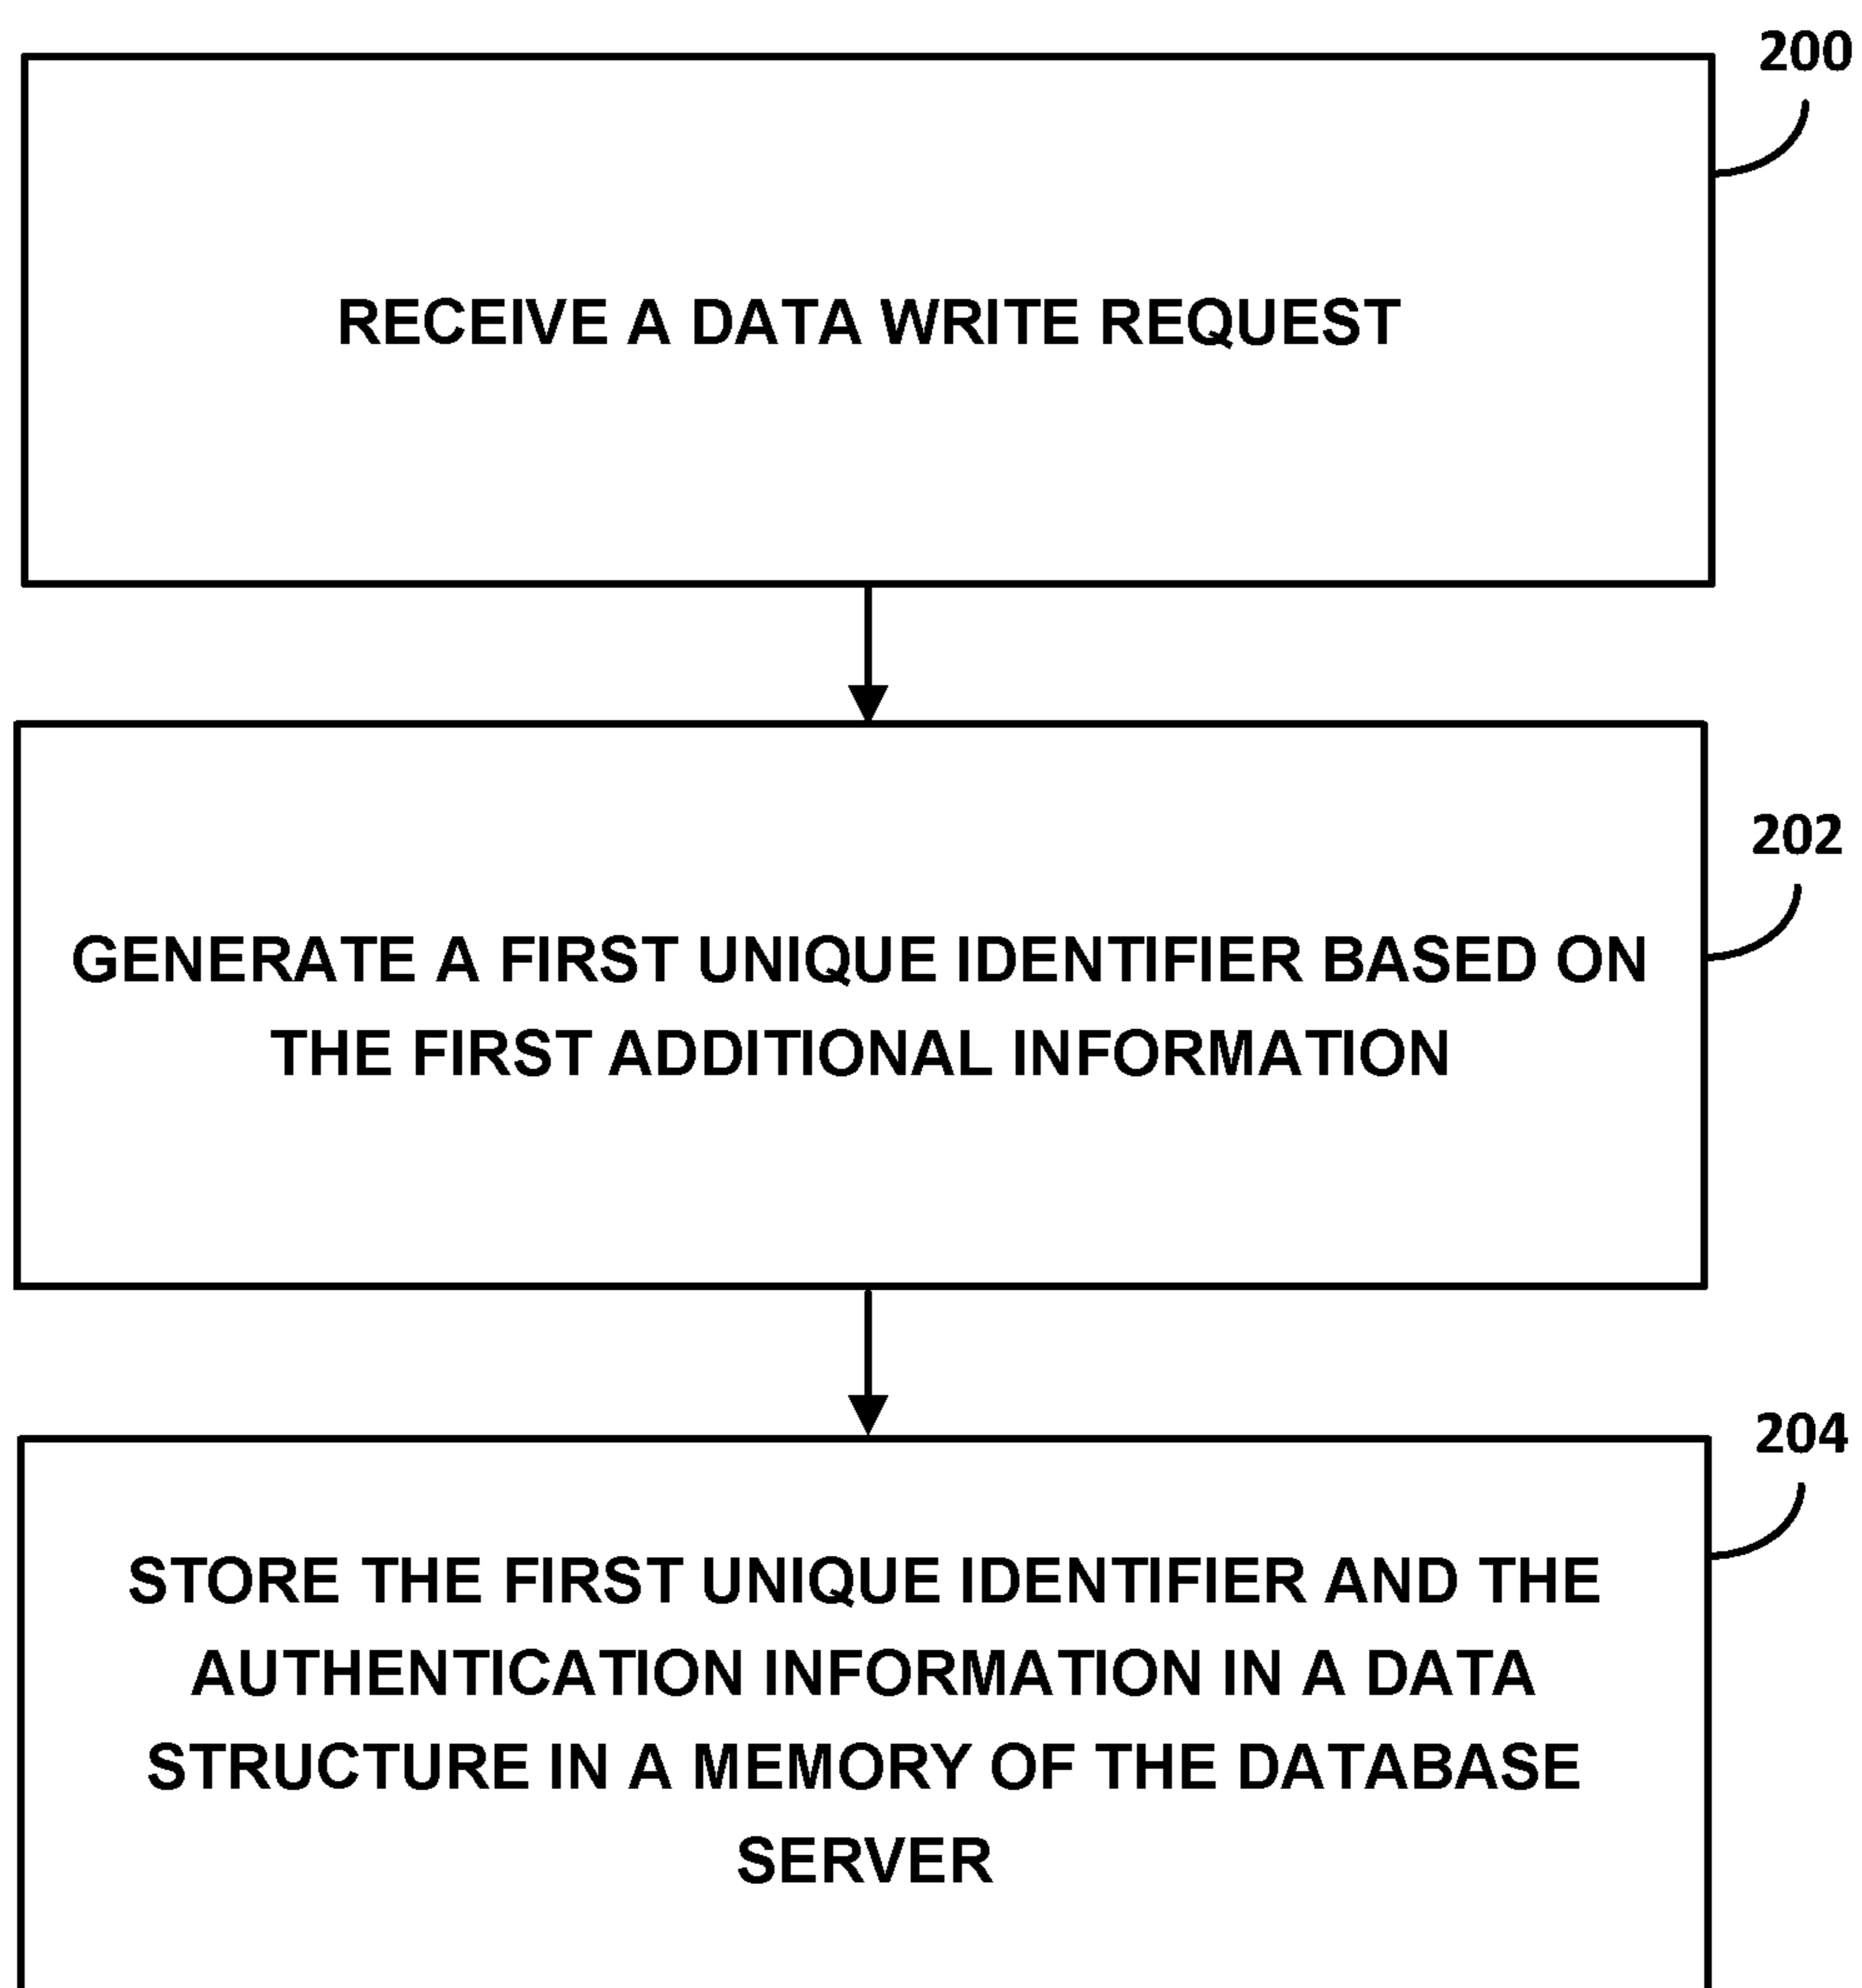 200
RECEIVE A DATA WRITE REQUEST
202
GENERATE A FIRST UNIQUE IDENTIFIER BASED ON
THE FIRST ADDITIONAL INFORMATION
204
STORE THE FIRST UNIQUE IDENTIFIER AND THE
AUTHENTICATION INFORMATION IN A DATA
STRUCTURE IN A MEMORY OF THE DATABASE
SERVER